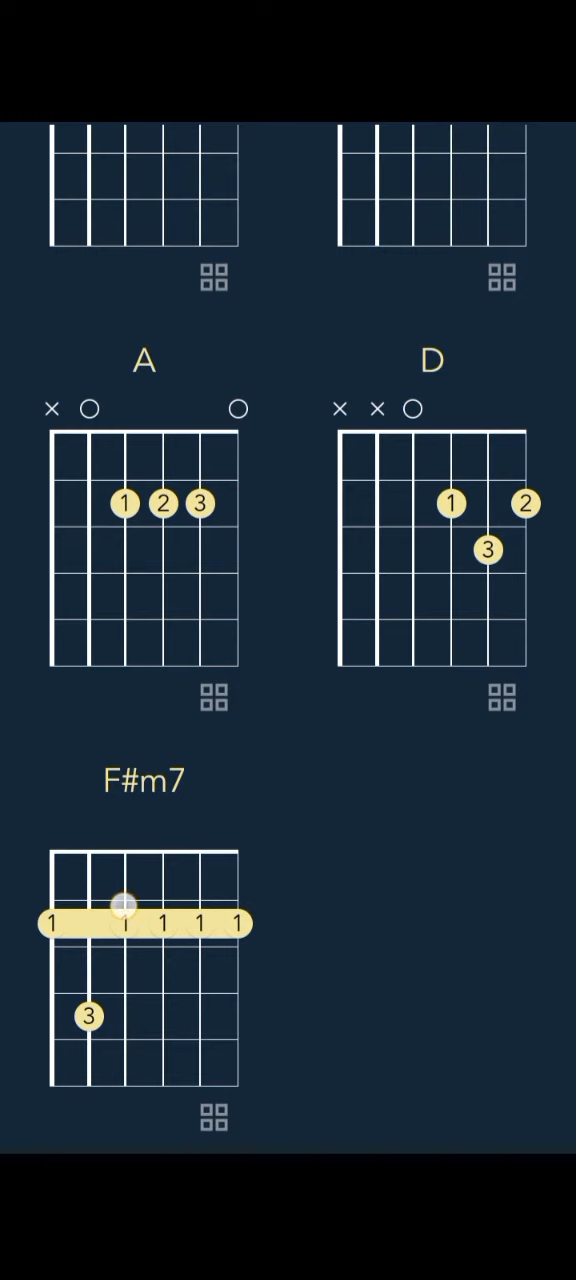 A D
× ○ ○ × × ○
1 2 3 1 2
3
F#m7
1 1 1 1 1
3